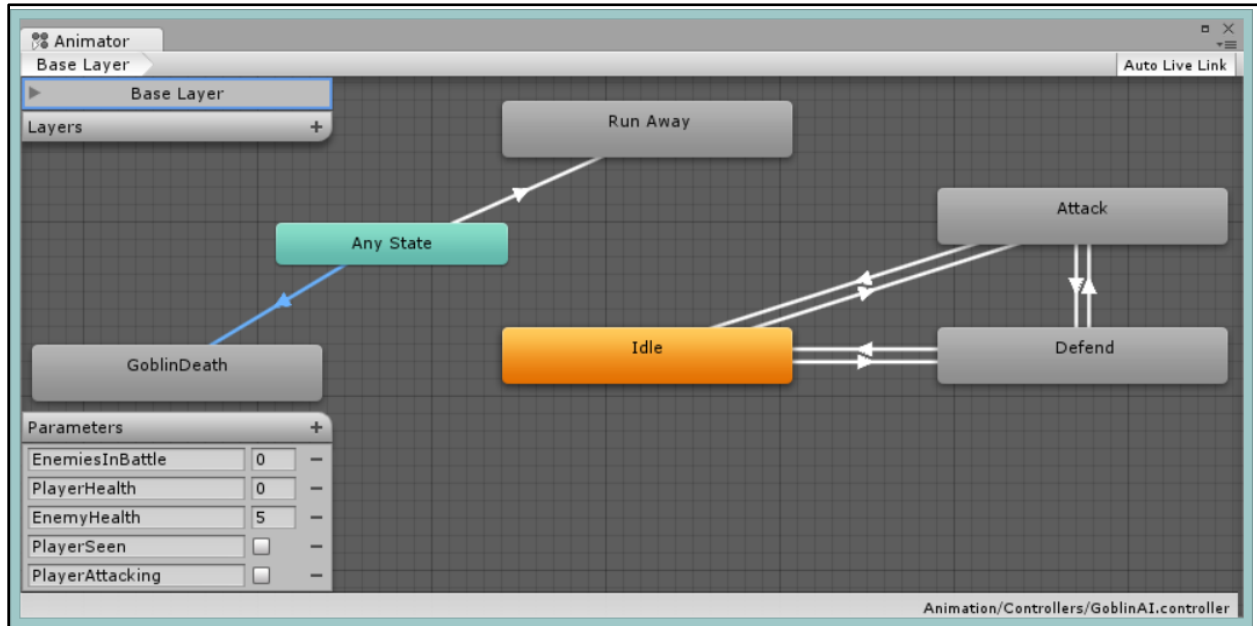 Animator
Base Layer
Auto Live Link
Base Layer
Layers +
Run Away
Attack
Any State
Idle
Defend
GoblinDeath
Parameters +
EnemiesInBattle 0 −
PlayerHealth 0 −
EnemyHealth 5 −
PlayerSeen −
PlayerAttacking −
Animation/Controllers/GoblinAI.controller